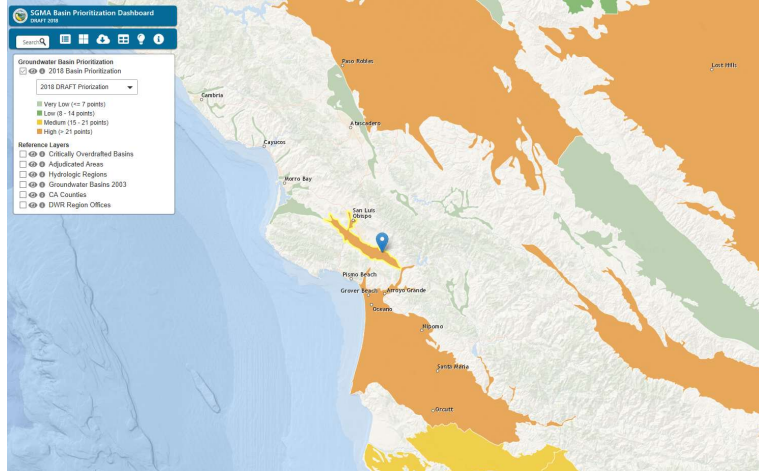 SGMA Basin Prioritization Dashboard
DRAFT 2018
Search
Groundwater Basin Prioritization
2018 Basin Prioritization
2018 DRAFT Priorization
Very Low (<= 7 points)
Low (8 - 14 points)
Medium (15 - 21 points)
High (> 21 points)
Reference Layers
Critically Overdrafted Basins
Adjudicated Areas
Hydrologic Regions
Groundwater Basins 2003
CA Counties
DWR Region Offices
Paso Robles
Lost Hills
Cambria
Atascadero
Cayucos
Morro Bay
San Luis
Obispo
Pismo Beach
Grover Beach
Arroyo Grande
Oceano
Nipomo
Santa Maria
Orcutt